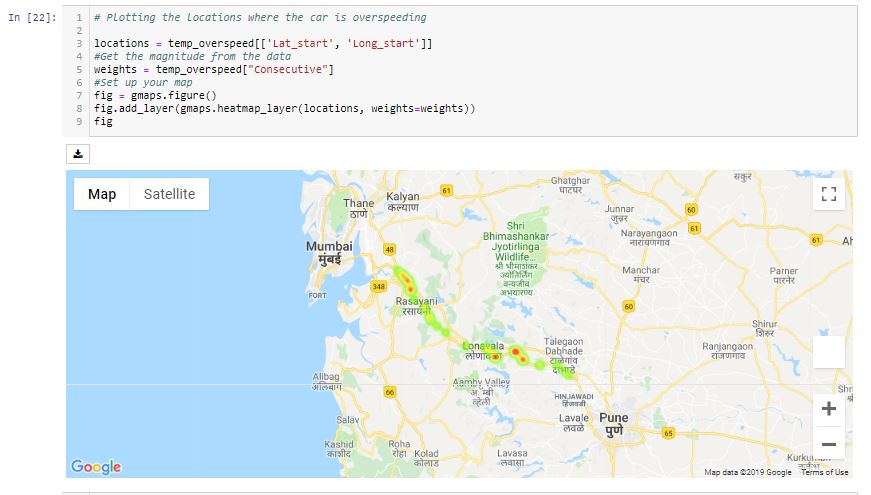 In [22]:
1 # Plotting the locations where the car is overspeeding
2
3 locations = temp_overspeed[['Lat_start', 'Long_start']]
4 #Get the magnitude from the data
5 weights = temp_overspeed["Consecutive"]
6 #Set up your map
7 fig = gmaps.figure()
8 fig.add_layer(gmaps.heatmap_layer(locations, weights=weights))
9 fig
Map Satellite
Ghatghar
घाटघर
Thane
ठाणे
Kalyan
कल्याण
61
Junnar
जुन्नर
60
61
Narayangaon
नारायणगाव
61
Shri
Bhimashankar
Jyotirlinga
Wildlife...
श्री भीमाशंकर
ज्योतिर्लिंग
वन्यजीव
अभयारण्य
Mumbai
मुंबई
48
348
FORT
Manchar
मंचर
Parner
पारनेर
Rasayani
रसायनी
60
Shirur
शिरुर
Lonavala
Talegaon
Dabhade
तळेगाव
दाभाडे
Ranjangaon
रांजणगाव
Alibag
अलिबाग
Aamby Valley
अॅम्बी
व्हॅली
66
HINJAWADI
हिंजवडी
Lavale
लवळे
Pune
पुणे
65
Salav
Kashid
काशीद
Roha
रोहा
Kolad
कोलाड
Lavasa
लवासा
Google
Map data ©2019 Google Terms of Use